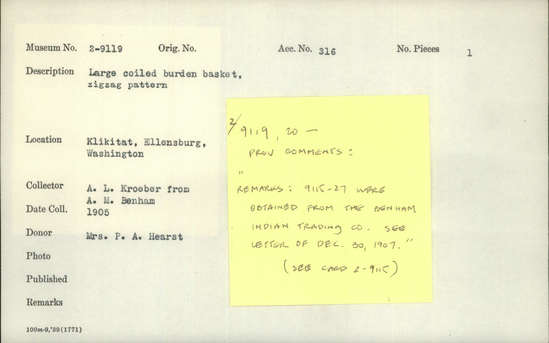 Museum No. 2-9119 Orig. No. Acc. No. 316 No. Pieces 1
Description Large coiled burden basket,
zigzag pattern
Location Klikitat, Ellensburg,
Washington
Collector A. L. Kroeber from
A. M. Benham
Date Coll. 1905
Donor Mrs. P. A. Hearst
Photo
Published
Remarks
100m-9,'39(1771)
2/9119, 20 —
PROV COMMENTS:
"
REMARKS: 9115-27 WERE
OBTAINED FROM THE BENHAM
INDIAN TRADING CO. SEE
LETTER OF DEC. 30, 1907."
(SEE CARD 2-9115)